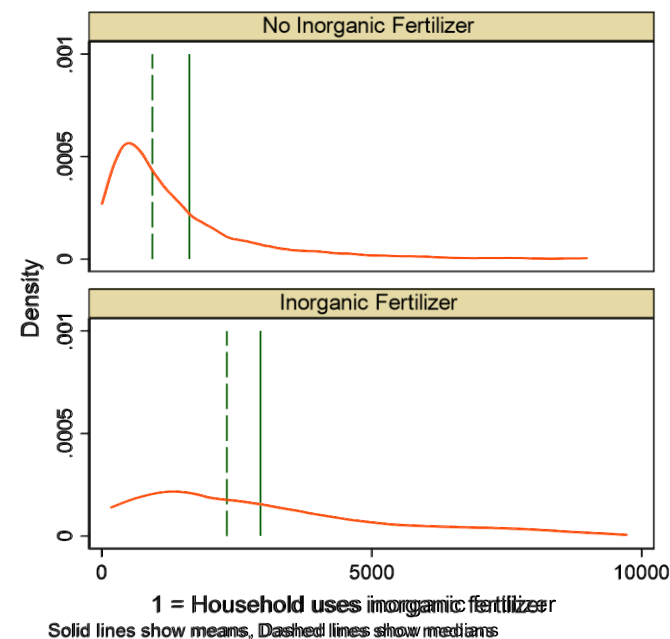 No Inorganic Fertilizer
.001
.0005
0
Density
Inorganic Fertilizer
.001
.0005
0
0 5000 10000
1 = Household uses inorganic fertilizer
Solid lines show means, Dashed lines show medians